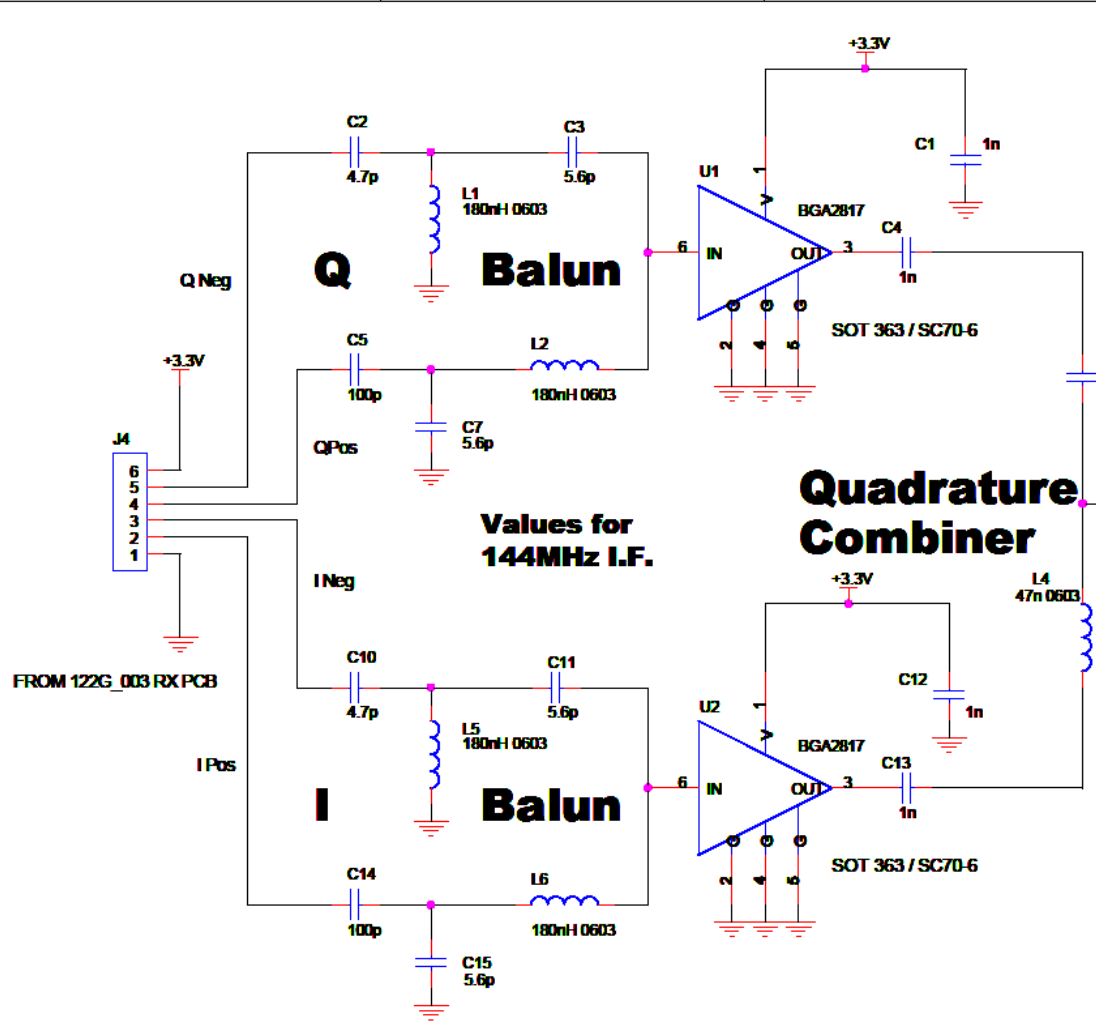 +3.3V
C2
4.7p
C3
5.6p
C1
1n
U1
1
V
L1
180nH 0603
BGA2817
Q Balun
Q Neg
6
IN
OUT
3
C4
1n
G G G
2 4 5
SOT 363 / SC70-6
+3.3V
C5
100p
L2
180nH 0603
C7
5.6p
QPos
J4
6
5
4
3
2
1
Quadrature
Combiner
Values for
144MHz I.F.
I Neg
+3.3V
L4
47n 0603
FROM 122G_003 RX PCB
C10
4.7p
C11
5.6p
C12
1n
U2
1
V
L5
180nH 0603
BGA2817
I Pos
I Balun
6
IN
OUT
3
C13
1n
G G G
2 4 5
SOT 363 / SC70-6
C14
100p
L6
180nH 0603
C15
5.6p